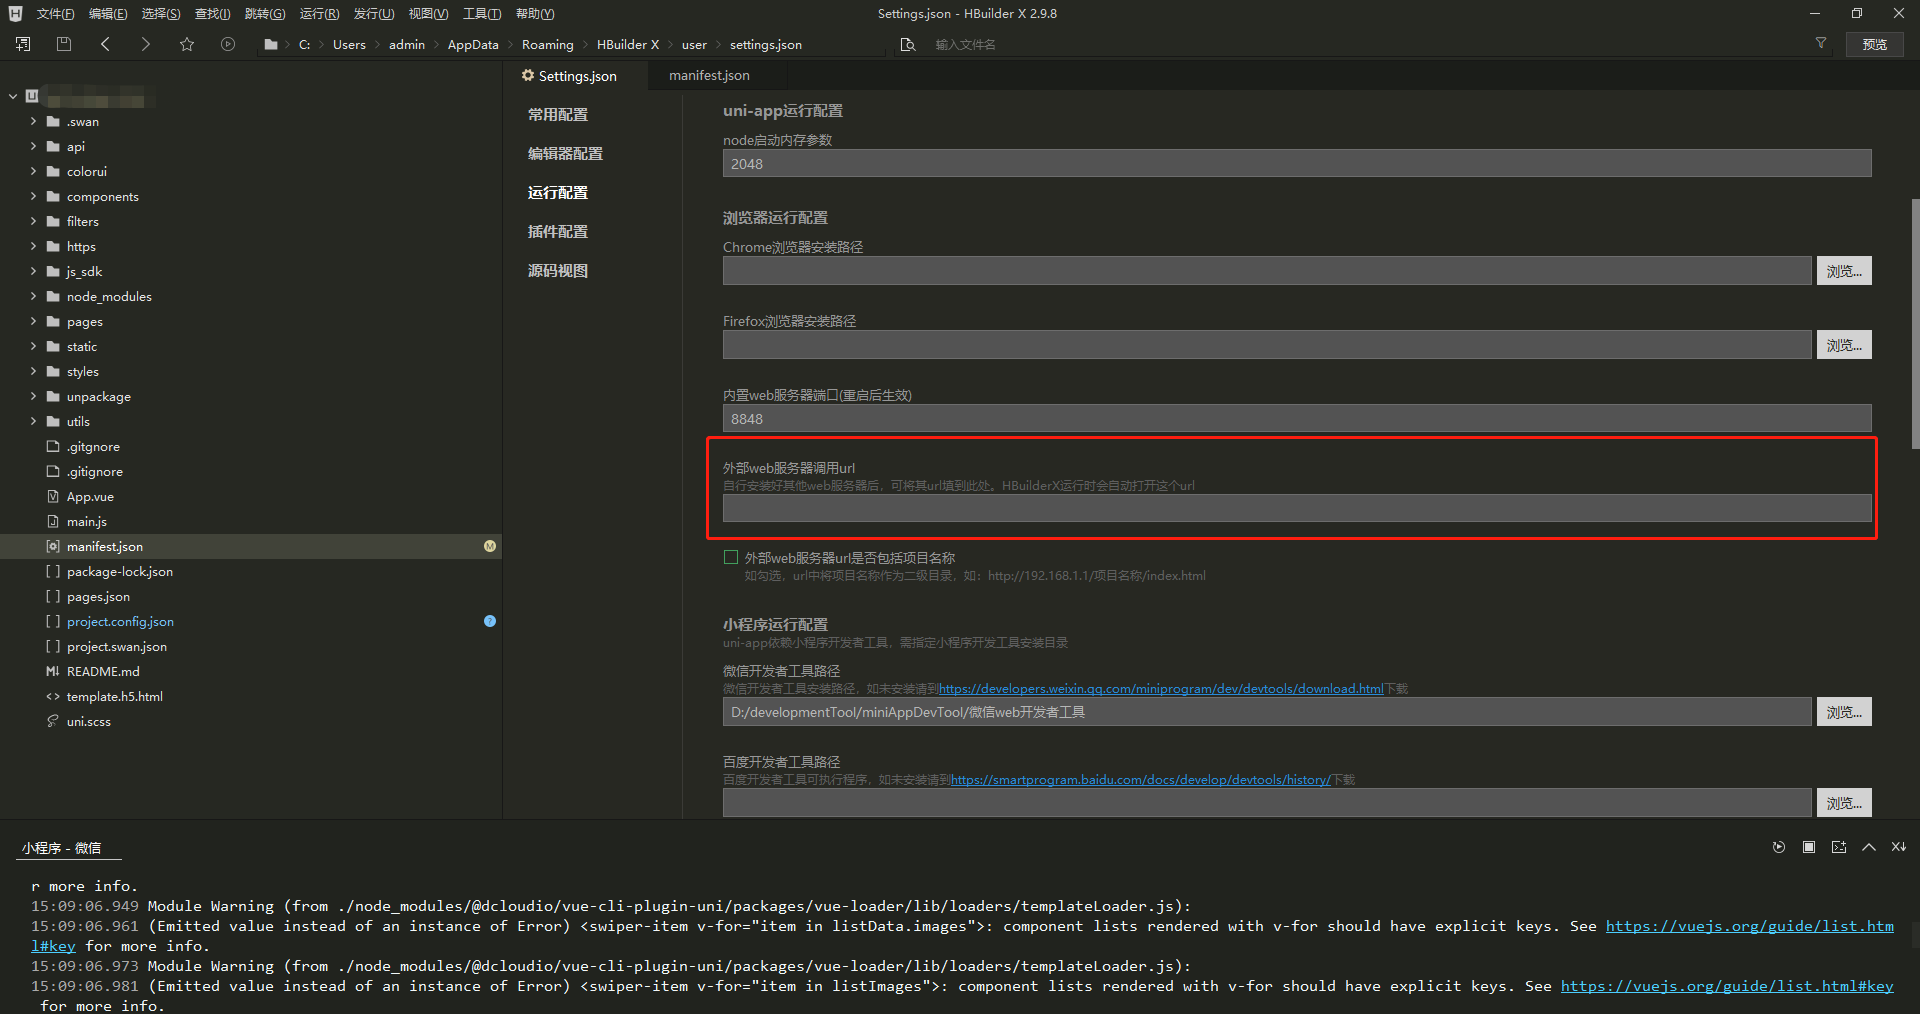 文件(F) 编辑(E) 选择(S) 查找(I) 跳转(G) 运行(R) 发行(U) 视图(V) 工具(T) 帮助(Y)
Settings.json - HBuilder X 2.9.8
C: Users admin AppData Roaming HBuilder X user settings.json
输入文件名
预览
.swan
api
colorui
components
filters
https
js_sdk
node_modules
pages
static
styles
unpackage
utils
.gitgnore
.gitignore
App.vue
main.js
manifest.json
M
package-lock.json
pages.json
project.config.json
?
project.swan.json
README.md
template.h5.html
uni.scss
Settings.json
manifest.json
常用配置
编辑器配置
运行配置
插件配置
源码视图
uni-app运行配置
node启动内存参数
2048
浏览器运行配置
Chrome浏览器安装路径
浏览...
Firefox浏览器安装路径
浏览...
内置web服务器端口(重启后生效)
8848
外部web服务器调用url
自行安装好其他web服务器后，可将其url填到此处。HBuilderX运行时会自动打开这个url
外部web服务器url是否包括项目名称
如勾选，url中将项目名称作为二级目录，如：http://192.168.1.1/项目名称/index.html
小程序运行配置
uni-app依赖小程序开发者工具，需指定小程序开发工具安装目录
微信开发者工具路径
微信开发者工具安装路径，如未安装请到https://developers.weixin.qq.com/miniprogram/dev/devtools/download.html下载
D:/developmentTool/miniAppDevTool/微信web开发者工具
浏览...
百度开发者工具路径
百度开发者工具可执行程序，如未安装请到https://smartprogram.baidu.com/docs/develop/devtools/history/下载
浏览...
小程序 - 微信
r more info.
15:09:06.949 Module Warning (from ./node_modules/@dcloudio/vue-cli-plugin-uni/packages/vue-loader/lib/loaders/templateLoader.js):
15:09:06.961 (Emitted value instead of an instance of Error) <swiper-item v-for="item in listData.images">: component lists rendered with v-for should have explicit keys. See https://vuejs.org/guide/list.htm
l#key for more info.
15:09:06.973 Module Warning (from ./node_modules/@dcloudio/vue-cli-plugin-uni/packages/vue-loader/lib/loaders/templateLoader.js):
15:09:06.981 (Emitted value instead of an instance of Error) <swiper-item v-for="item in listImages">: component lists rendered with v-for should have explicit keys. See https://vuejs.org/guide/list.html#key
for more info.